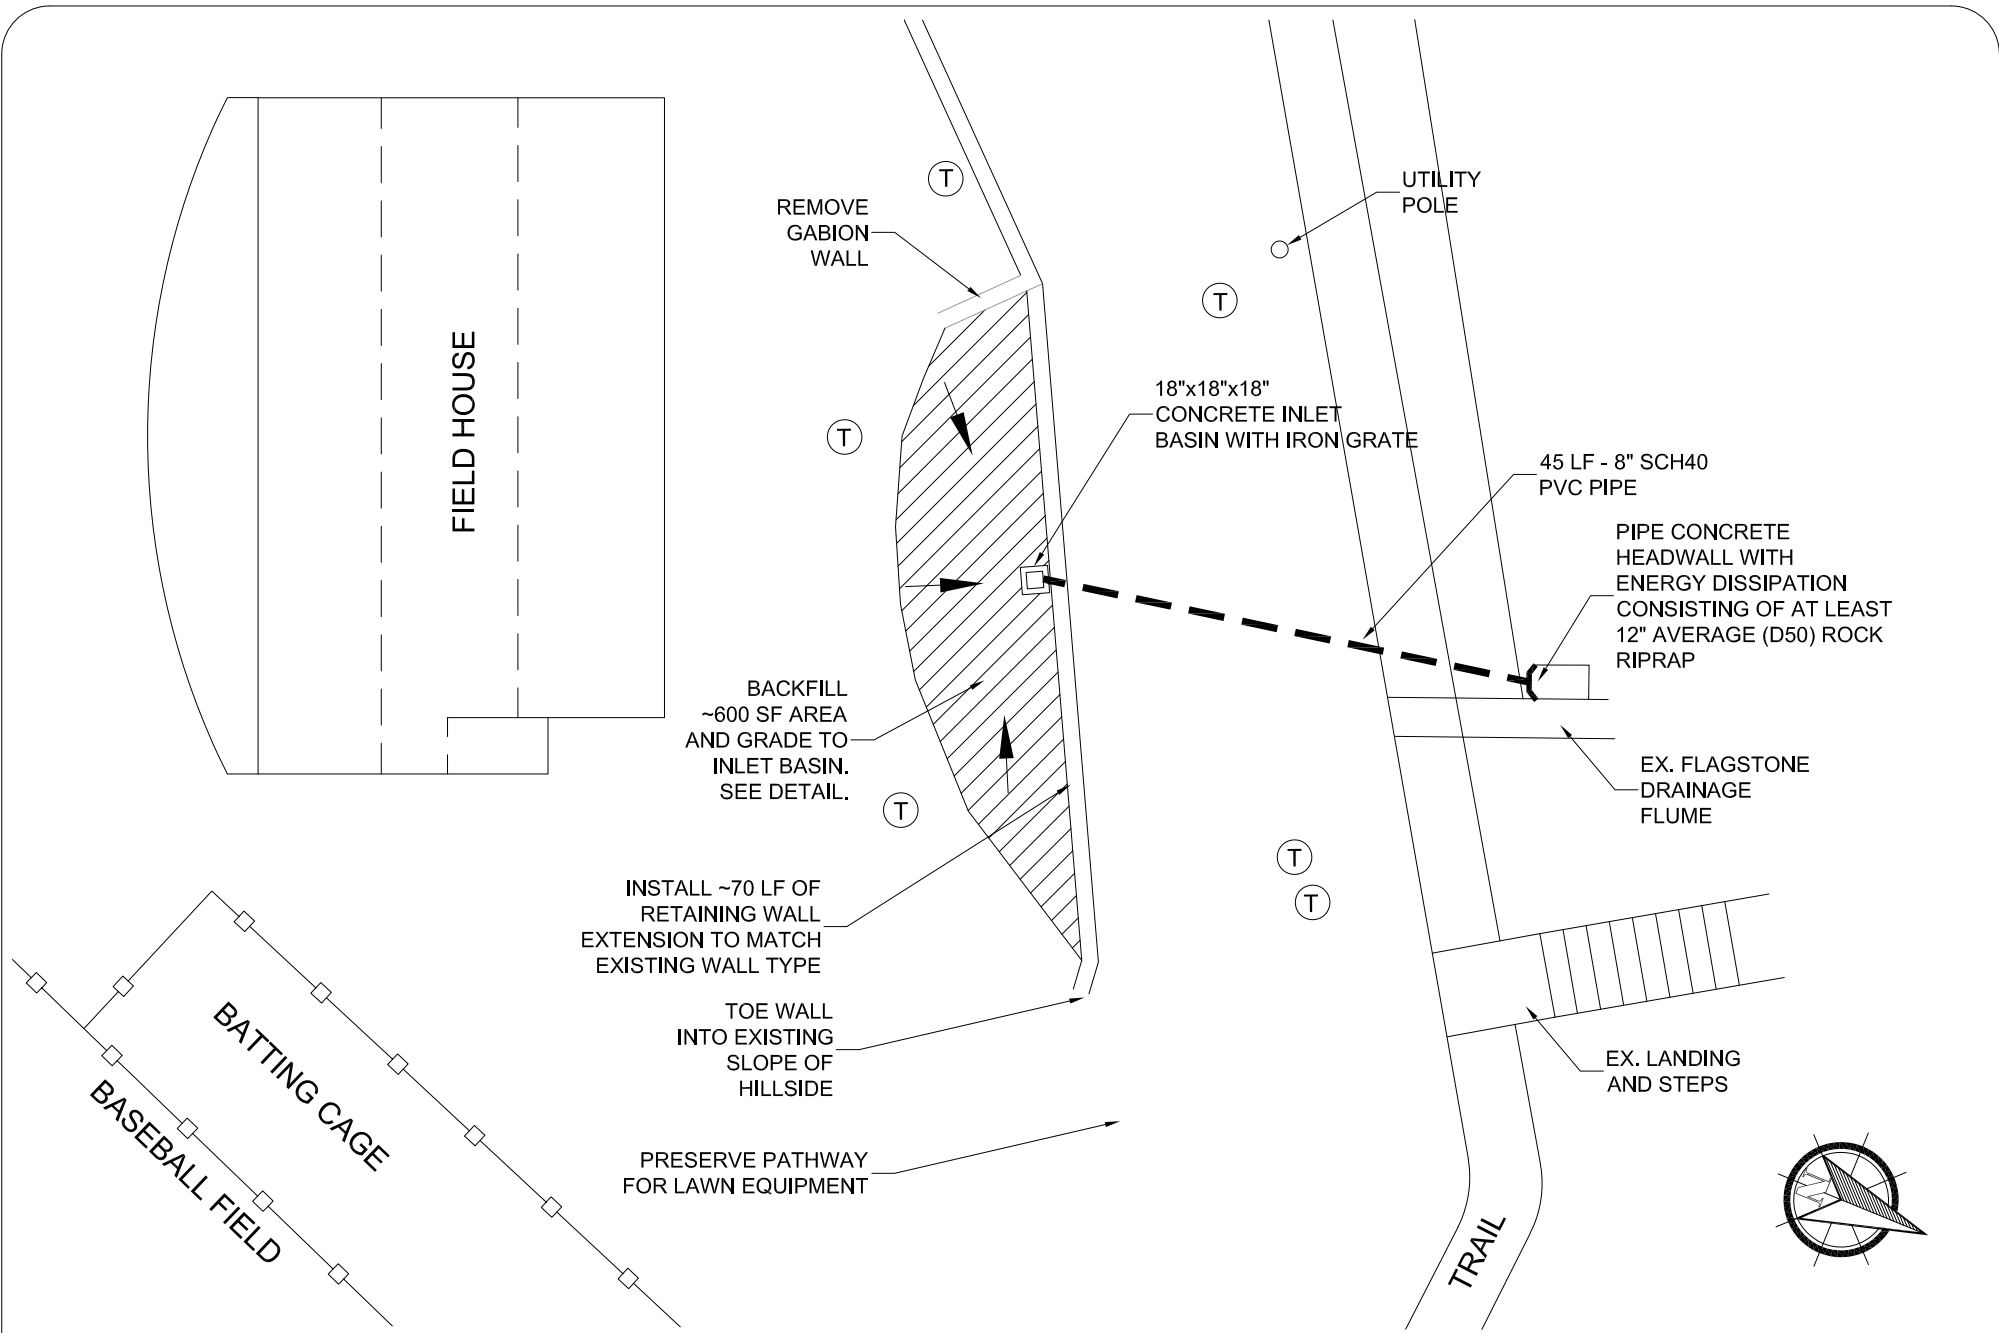 T
UTILITY
POLE
REMOVE
GABION
WALL
T
FIELD HOUSE
18"x18"x18"
CONCRETE INLET
BASIN WITH IRON GRATE
T
45 LF - 8" SCH40
PVC PIPE
PIPE CONCRETE
HEADWALL WITH
ENERGY DISSIPATION
CONSISTING OF AT LEAST
12" AVERAGE (D50) ROCK
RIPRAP
BACKFILL
~600 SF AREA
AND GRADE TO
INLET BASIN.
SEE DETAIL.
T
EX. FLAGSTONE
DRAINAGE
FLUME
T
T
INSTALL ~70 LF OF
RETAINING WALL
EXTENSION TO MATCH
EXISTING WALL TYPE
TOE WALL
INTO EXISTING
SLOPE OF
HILLSIDE
EX. LANDING
AND STEPS
BATTING CAGE
BASEBALL FIELD
PRESERVE PATHWAY
FOR LAWN EQUIPMENT
TRAIL
N